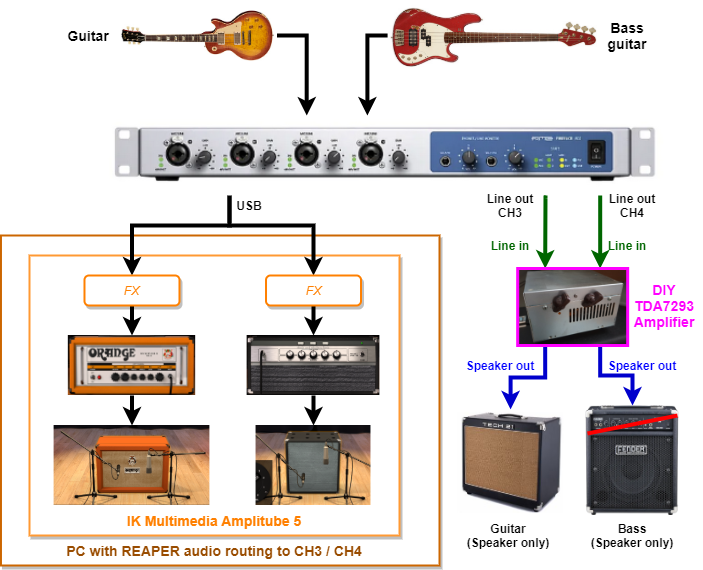 Guitar
Bass
guitar
USB
Line out
CH3
Line out
CH4
Line in
Line in
FX
FX
ORANGE
DIY
TDA7293
Amplifier
Speaker out
Speaker out
TECH 21
FENDER
IK Multimedia Amplitube 5
Guitar
(Speaker only)
Bass
(Speaker only)
PC with REAPER audio routing to CH3 / CH4